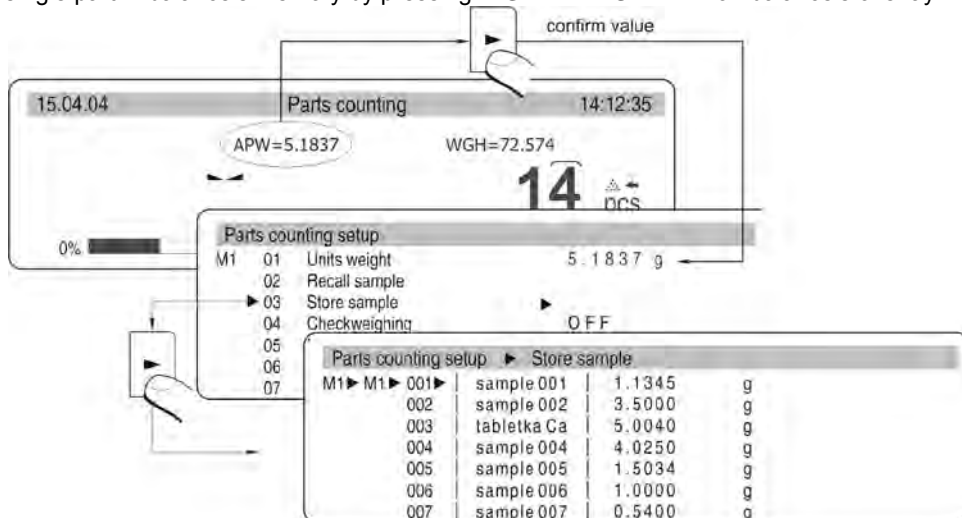 by pressing
confirm value
15.04.04 Parts counting 14:12:35
APW=5.1837 WGH=72.574
14 pcs
0%
Parts counting setup
M1 01 Units weight 5.1837 g
02 Recall sample
03 Store sample
04 Checkweighing OFF
05
06
07
Parts counting setup ► Store sample
M1► M1► 001► | sample 001 | 1.1345 g
002 | sample 002 | 3.5000 g
003 | tabletka Ca | 5.0040 g
004 | sample 004 | 4.0250 g
005 | sample 005 | 1.5034 g
006 | sample 006 | 1.0000 g
007 | sample 007 | 0.5400 g